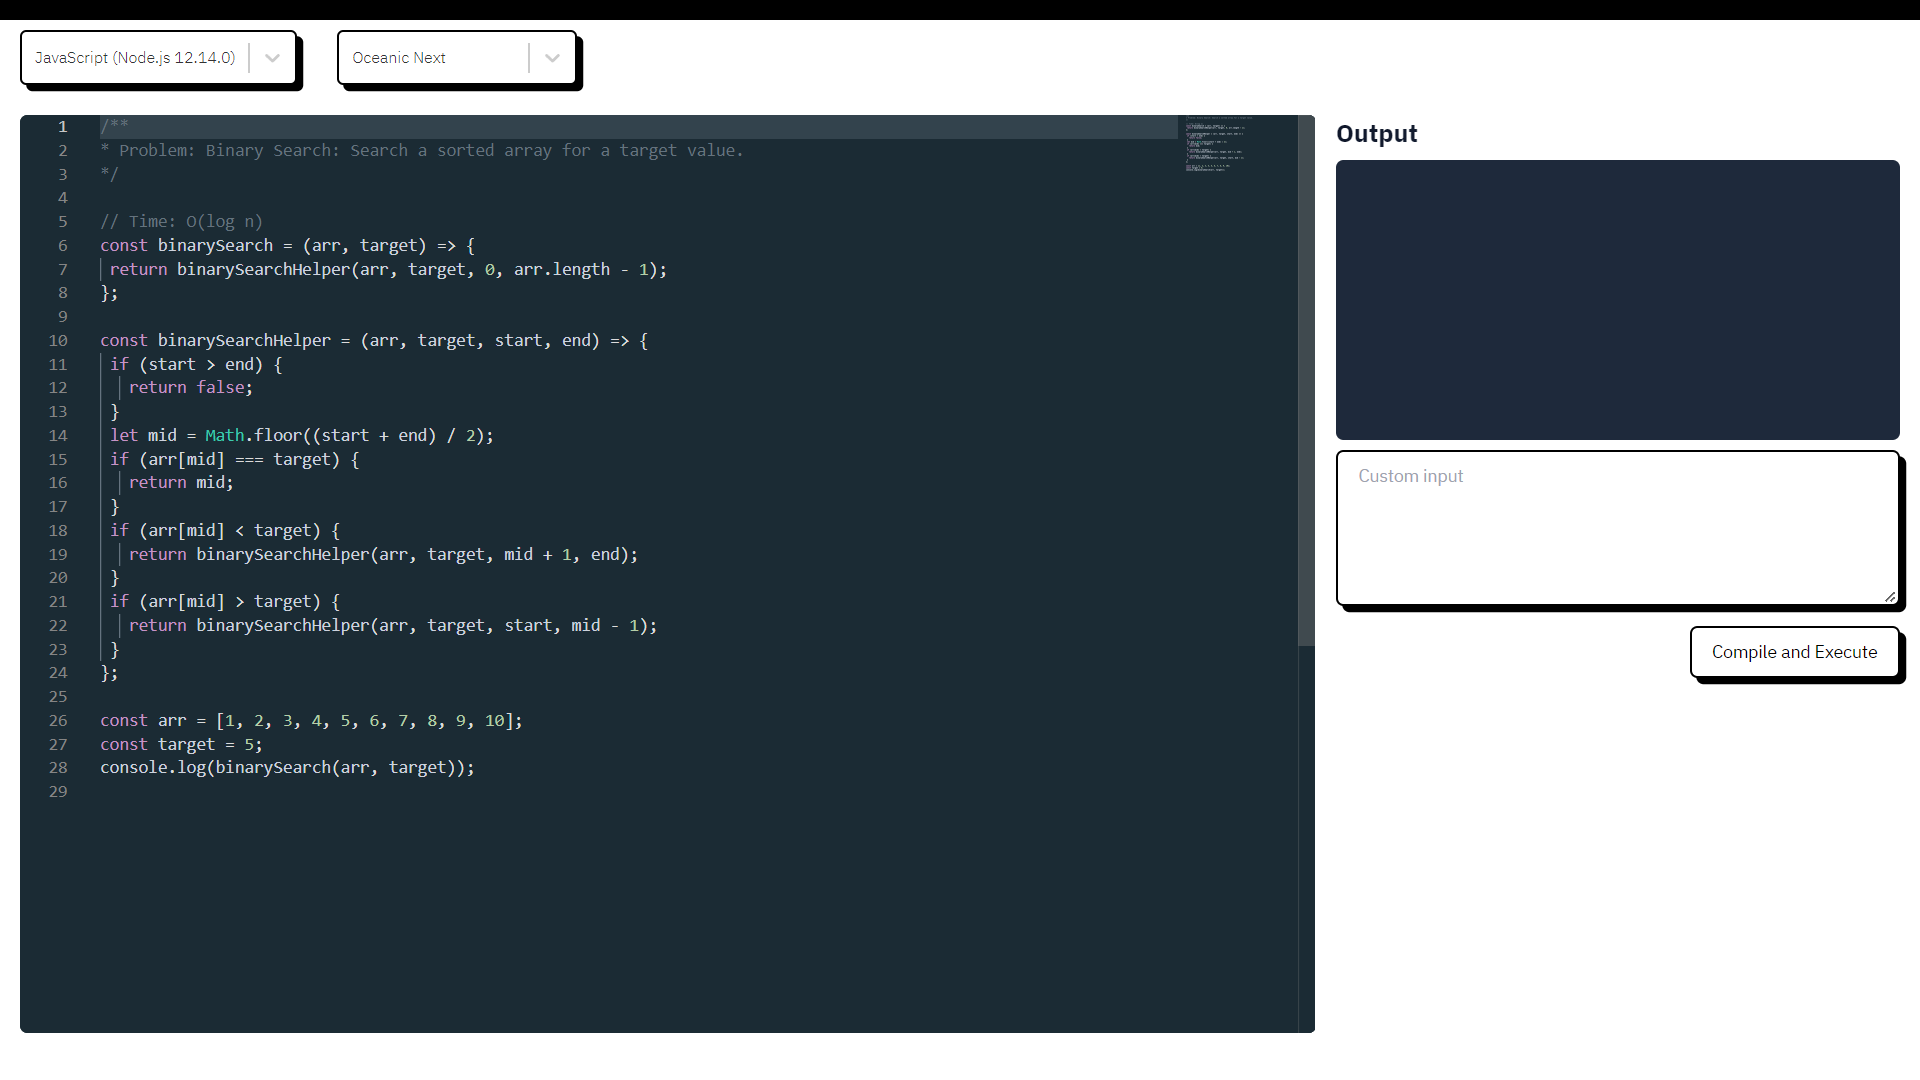 JavaScript (Node.js 12.14.0)
Oceanic Next
1 /**
2 * Problem: Binary Search: Search a sorted array for a target value.
3 */
4
5 // Time: O(log n)
6 const binarySearch = (arr, target) => {
7 return binarySearchHelper(arr, target, 0, arr.length - 1);
8 };
9
10 const binarySearchHelper = (arr, target, start, end) => {
11 if (start > end) {
12 return false;
13 }
14 let mid = Math.floor((start + end) / 2);
15 if (arr[mid] === target) {
16 return mid;
17 }
18 if (arr[mid] < target) {
19 return binarySearchHelper(arr, target, mid + 1, end);
20 }
21 if (arr[mid] > target) {
22 return binarySearchHelper(arr, target, start, mid - 1);
23 }
24 };
25
26 const arr = [1, 2, 3, 4, 5, 6, 7, 8, 9, 10];
27 const target = 5;
28 console.log(binarySearch(arr, target));
29
Output
Custom input
Compile and Execute